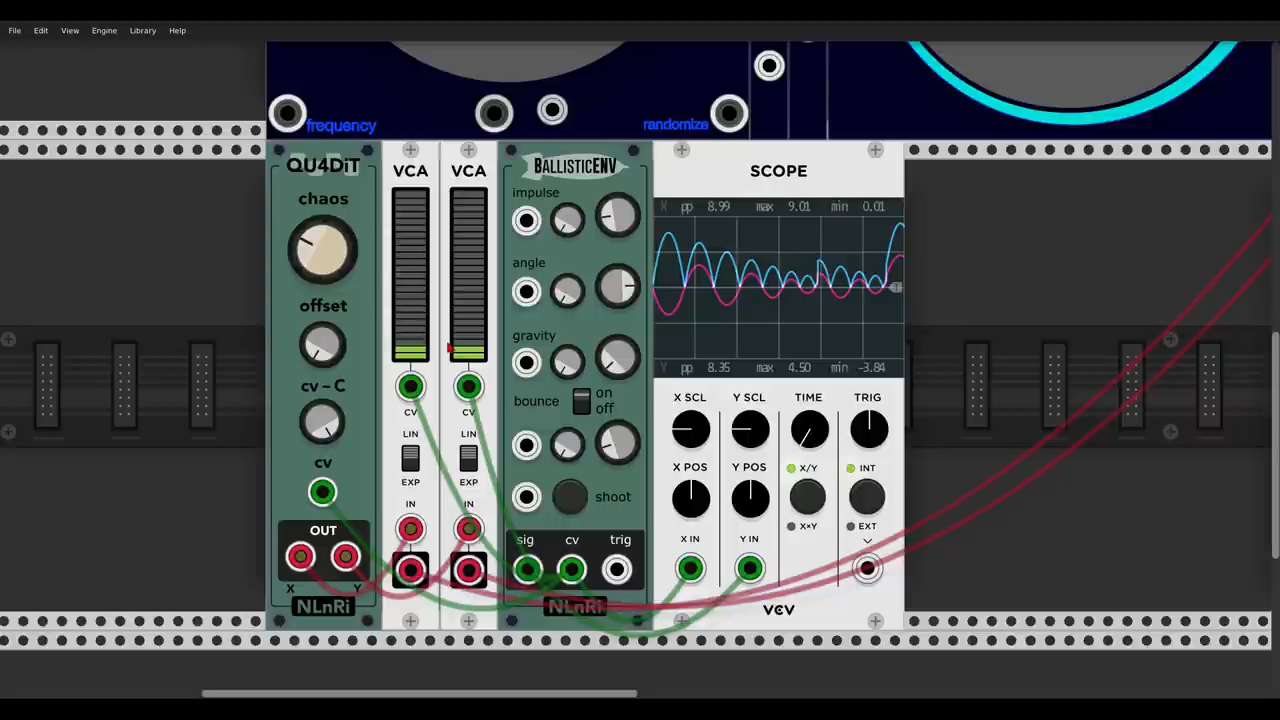 File Edit View Engine Library Help
frequency
randomize
QU4DiT
VCA
VCA
BALLISTICENV
SCOPE
chaos
impulse
X pp 8.99 max 9.01 min 0.01
angle
offset
gravity
Y pp 8.35 max 4.50 min -3.84
cv ~ C
bounce
on
off
X SCL Y SCL TIME TRIG
CV
CV
LIN
LIN
cv
X POS Y POS
X/Y
INT
EXP
EXP
shoot
IN
IN
X×Y
EXT
OUT
sig cv trig
X IN Y IN
X Y
NLnRi
NLnRi
VCV